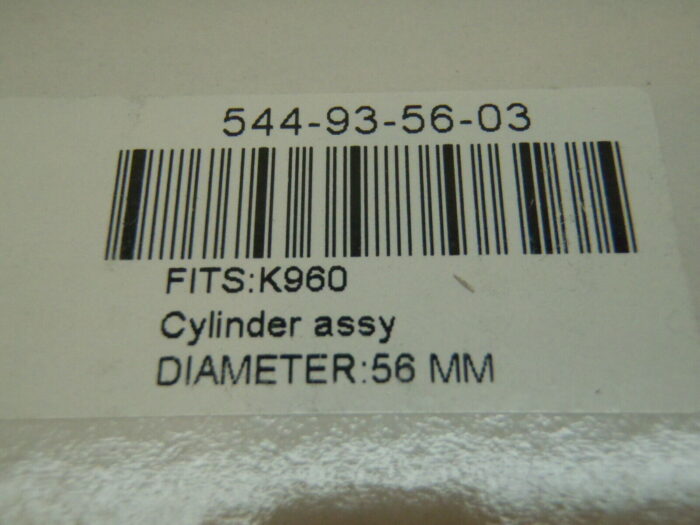 544-93-56-03
FITS:K960
Cylinder assy
DIAMETER:56 MM